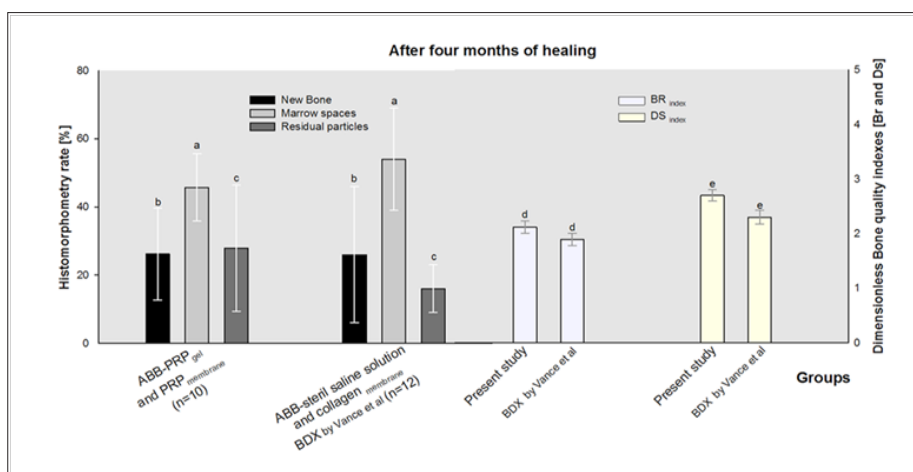 After four months of healing
80
60
40
20
0
Histomorphometry rate [%]
New Bone
Marrow spaces
Residual particles
BR index
DS index
5
4
3
2
1
0
Dimensionless Bone quality indexes [Br and Ds]
b
a
c
b
a
c
d
d
e
e
ABB-PRP gel
and PRP membrane
(n=10)
ABB-steril saline solution
and collagen membrane
BDX by Vance et al (n=12)
Present study
BDX by Vance et al
Present study
BDX by Vance et al
Groups